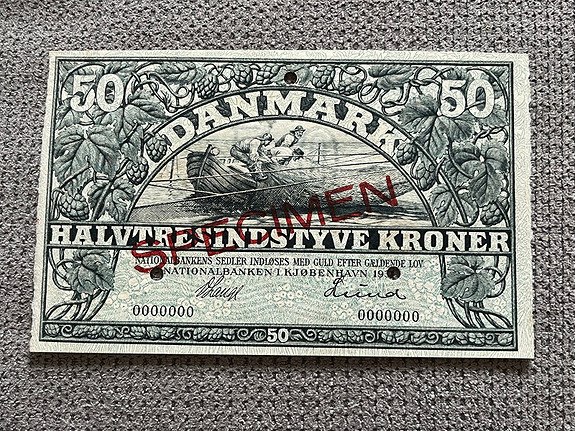 50 50
DANMARK
SPECIMEN
HALVTRESINDSTYVE KRONER
NATIONALBANKENS SEDLER INDLØSES MED GULD EFTER GÆLDENDE LOV
NATIONALBANKEN I KJØBENHAVN 19
Lund
0000000 0000000
50